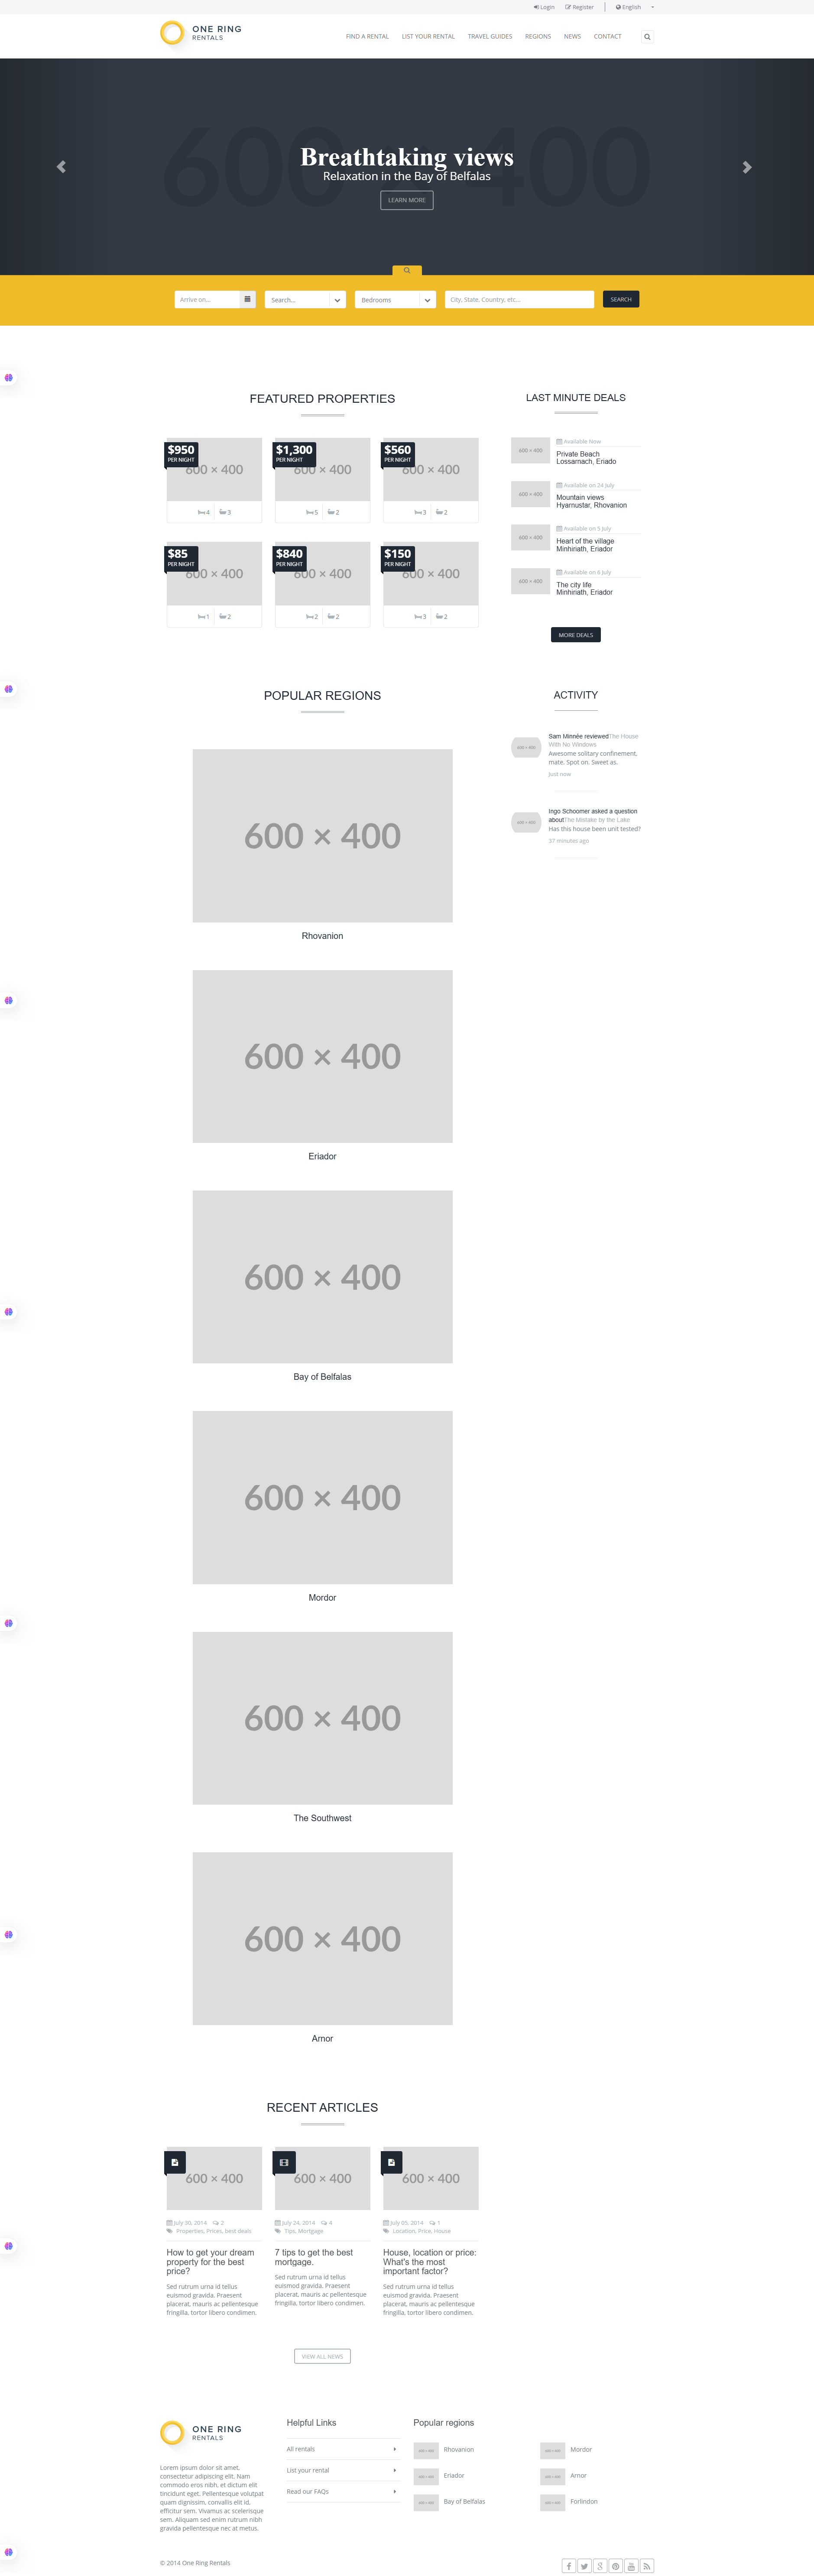 Login Register English
ONE RING
RENTALS
FIND A RENTAL LIST YOUR RENTAL TRAVEL GUIDES REGIONS NEWS CONTACT
600 × 400
Breathtaking views
Relaxation in the Bay of Belfalas
LEARN MORE
Arrive on... Search... Bedrooms City, State, Country, etc... SEARCH
FEATURED PROPERTIES
$950
PER NIGHT
600 × 400
4 3
$1,300
PER NIGHT
600 × 400
5 2
$560
PER NIGHT
600 × 400
3 2
$85
PER NIGHT
600 × 400
1 2
$840
PER NIGHT
600 × 400
2 2
$150
PER NIGHT
600 × 400
3 2
LAST MINUTE DEALS
600 × 400
Available Now
Private Beach
Lossarnach, Eriado
600 × 400
Available on 24 July
Mountain views
Hyarnustar, Rhovanion
600 × 400
Available on 5 July
Heart of the village
Minhiriath, Eriador
600 × 400
Available on 6 July
The city life
Minhiriath, Eriador
MORE DEALS
POPULAR REGIONS
600 × 400
Rhovanion
600 × 400
Eriador
600 × 400
Bay of Belfalas
600 × 400
Mordor
600 × 400
The Southwest
600 × 400
Arnor
ACTIVITY
600 × 400
Sam Minnée reviewedThe House
With No Windows
Awesome solitary confinement,
mate. Spot on. Sweet as.
Just now
600 × 400
Ingo Schoomer asked a question
aboutThe Mistake by the Lake
Has this house been unit tested?
37 minutes ago
RECENT ARTICLES
600 × 400
July 30, 2014 2
Properties, Prices, best deals
How to get your dream
property for the best
price?
Sed rutrum urna id tellus
euismod gravida. Praesent
placerat, mauris ac pellentesque
fringilla, tortor libero condimen.
600 × 400
July 24, 2014 4
Tips, Mortgage
7 tips to get the best
mortgage.
Sed rutrum urna id tellus
euismod gravida. Praesent
placerat, mauris ac pellentesque
fringilla, tortor libero condimen.
600 × 400
July 05, 2014 1
Location, Price, House
House, location or price:
What's the most
important factor?
Sed rutrum urna id tellus
euismod gravida. Praesent
placerat, mauris ac pellentesque
fringilla, tortor libero condimen.
VIEW ALL NEWS
ONE RING
RENTALS
Lorem ipsum dolor sit amet,
consectetur adipiscing elit. Nam
commodo eros nibh, et dictum elit
tincidunt eget. Pellentesque volutpat
quam dignissim, convallis elit id,
efficitur sem. Vivamus ac scelerisque
sem. Aliquam sed enim rutrum nibh
gravida pellentesque nec at metus.
Helpful Links
All rentals
List your rental
Read our FAQs
Popular regions
600 × 400 Rhovanion
600 × 400 Mordor
600 × 400 Eriador
600 × 400 Arnor
600 × 400 Bay of Belfalas
600 × 400 Forlindon
© 2014 One Ring Rentals